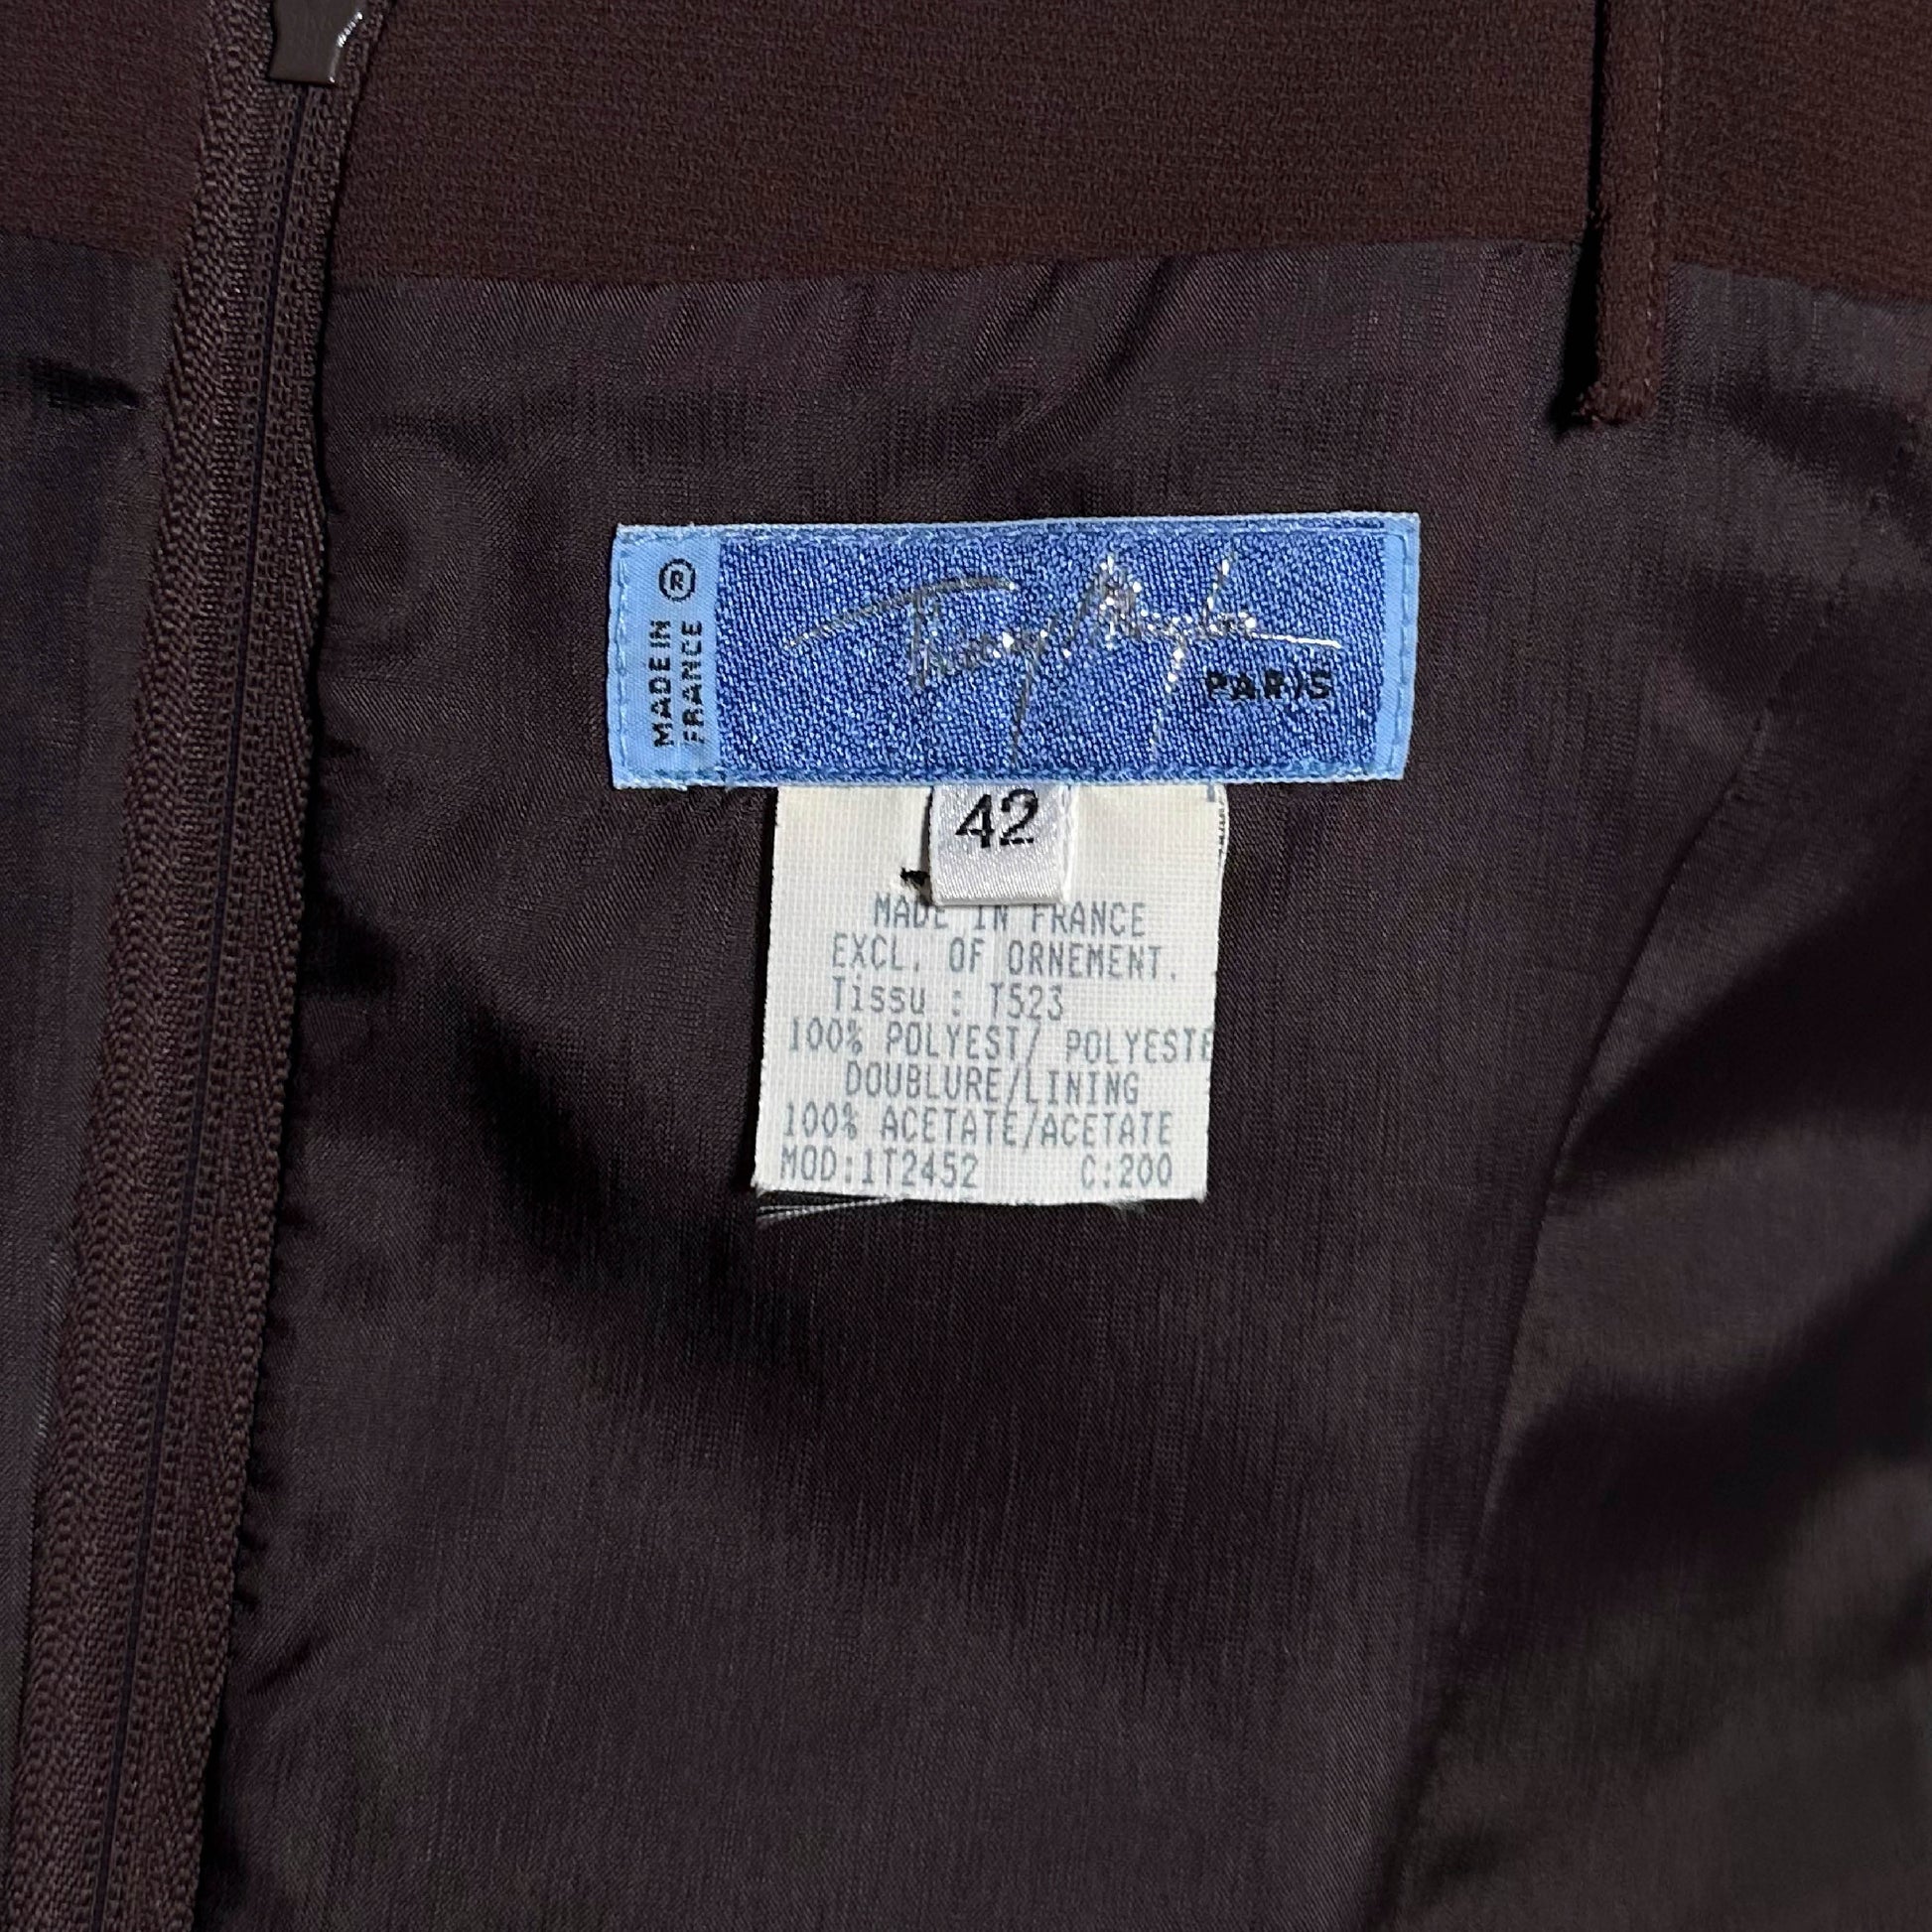 MADE IN
FRANCE ®
Thierry Mugler
PARIS
42
MADE IN FRANCE
EXCL. OF ORNEMENT.
Tissu : T523
100% POLYEST/ POLYESTE
DOUBLURE/LINING
100% ACETATE/ACETATE
MOD:1T2452 C:200